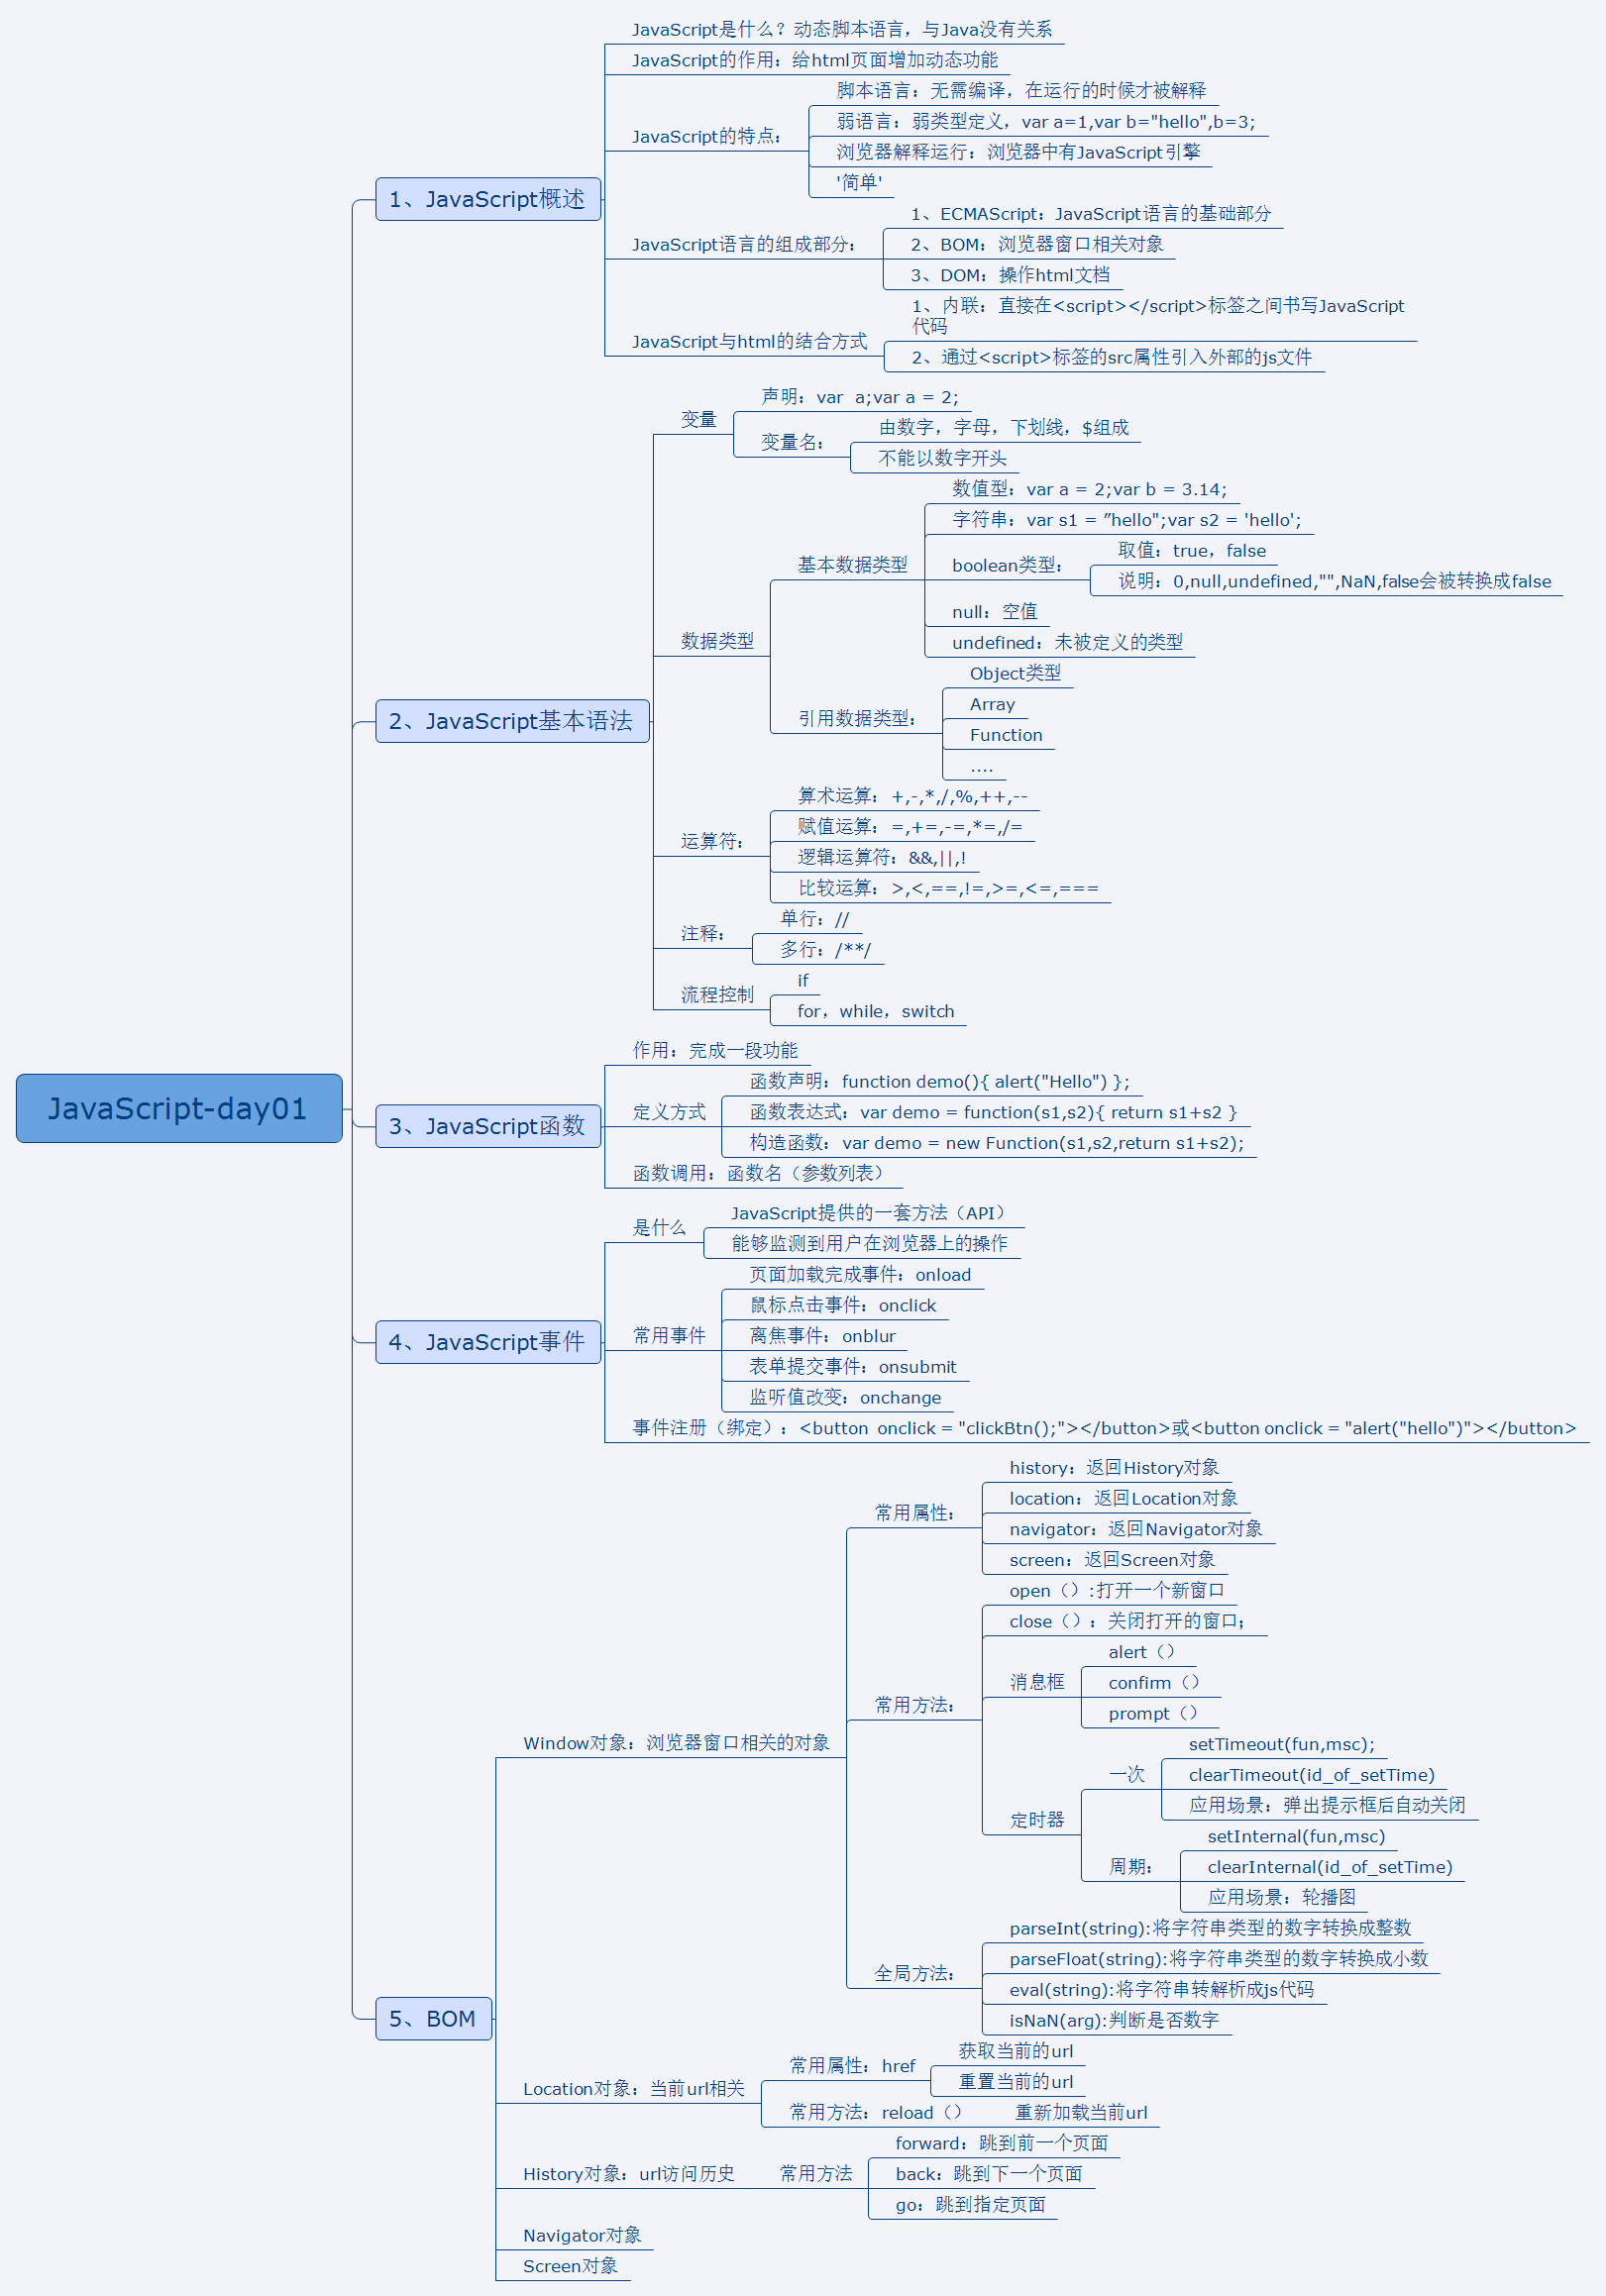 JavaScript-day01
1、JavaScript概述
JavaScript是什么？动态脚本语言，与Java没有关系
JavaScript的作用：给html页面增加动态功能
JavaScript的特点：
脚本语言：无需编译，在运行的时候才被解释
弱语言：弱类型定义，var a=1,var b="hello",b=3;
浏览器解释运行：浏览器中有JavaScript引擎
'简单'
JavaScript语言的组成部分：
1、ECMAScript：JavaScript语言的基础部分
2、BOM：浏览器窗口相关对象
3、DOM：操作html文档
JavaScript与html的结合方式
1、内联：直接在<script></script>标签之间书写JavaScript
代码
2、通过<script>标签的src属性引入外部的js文件
2、JavaScript基本语法
变量
声明：var  a;var a = 2;
变量名：
由数字，字母，下划线，$组成
不能以数字开头
数据类型
基本数据类型
数值型：var a = 2;var b = 3.14;
字符串：var s1 = ”hello";var s2 = 'hello';
boolean类型：
取值：true，false
说明：0,null,undefined,"",NaN,false会被转换成false
null：空值
undefined：未被定义的类型
引用数据类型：
Object类型
Array
Function
....
运算符：
算术运算：+,-,*,/,%,++,--
赋值运算：=,+=,-=,*=,/=
逻辑运算符：&&,||,!
比较运算：>,<,==,!=,>=,<=,===
注释：
单行：//
多行：/**/
流程控制
if
for，while，switch
3、JavaScript函数
作用：完成一段功能
定义方式
函数声明：function demo(){ alert("Hello") };
函数表达式：var demo = function(s1,s2){ return s1+s2 }
构造函数：var demo = new Function(s1,s2,return s1+s2);
函数调用：函数名（参数列表）
4、JavaScript事件
是什么
JavaScript提供的一套方法（API）
能够监测到用户在浏览器上的操作
常用事件
页面加载完成事件：onload
鼠标点击事件：onclick
离焦事件：onblur
表单提交事件：onsubmit
监听值改变：onchange
事件注册（绑定）：<button  onclick = "clickBtn();"></button>或<button onclick = "alert("hello")"></button>
5、BOM
Window对象：浏览器窗口相关的对象
常用属性：
history：返回History对象
location：返回Location对象
navigator：返回Navigator对象
screen：返回Screen对象
常用方法：
open（）:打开一个新窗口
close（）：关闭打开的窗口；
消息框
alert（）
confirm（）
prompt（）
定时器
一次
setTimeout(fun,msc);
clearTimeout(id_of_setTime)
应用场景：弹出提示框后自动关闭
周期：
setInternal(fun,msc)
clearInternal(id_of_setTime)
应用场景：轮播图
全局方法：
parseInt(string):将字符串类型的数字转换成整数
parseFloat(string):将字符串类型的数字转换成小数
eval(string):将字符串转解析成js代码
isNaN(arg):判断是否数字
Location对象：当前url相关
常用属性：href
获取当前的url
重置当前的url
常用方法：reload（）
重新加载当前url
History对象：url访问历史
常用方法
forward：跳到前一个页面
back：跳到下一个页面
go：跳到指定页面
Navigator对象
Screen对象